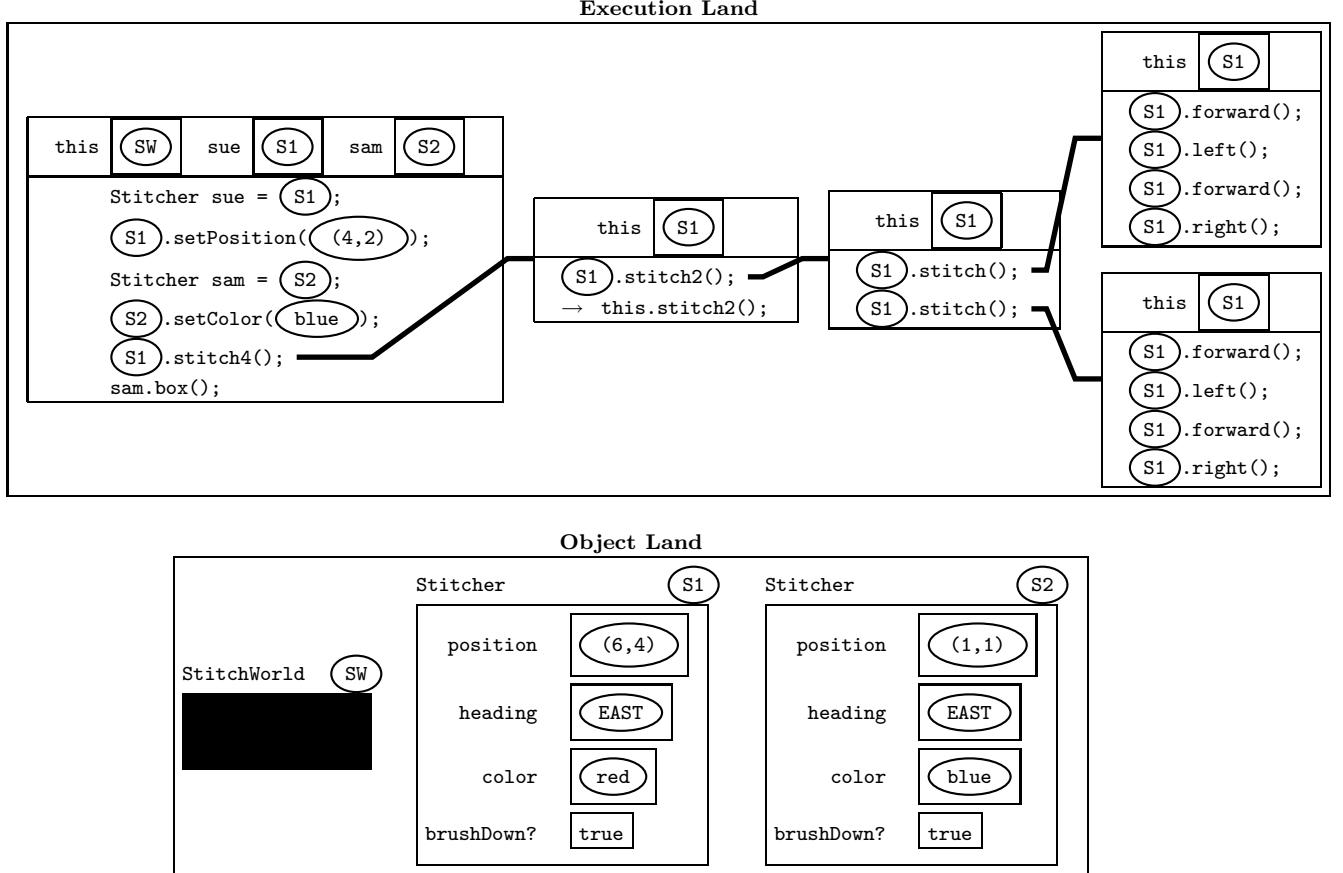 Execution Land
this SW sue S1 sam S2
Stitcher sue = S1;
S1.setPosition( (4,2) );
Stitcher sam = S2;
S2.setColor( blue );
S1.stitch4();
sam.box();
this S1
S1.stitch2();
→ this.stitch2();
this S1
S1.stitch();
S1.stitch();
this S1
S1.forward();
S1.left();
S1.forward();
S1.right();
this S1
S1.forward();
S1.left();
S1.forward();
S1.right();
Object Land
StitchWorld SW
Stitcher S1
position (6,4)
heading EAST
color red
brushDown? true
Stitcher S2
position (1,1)
heading EAST
color blue
brushDown? true